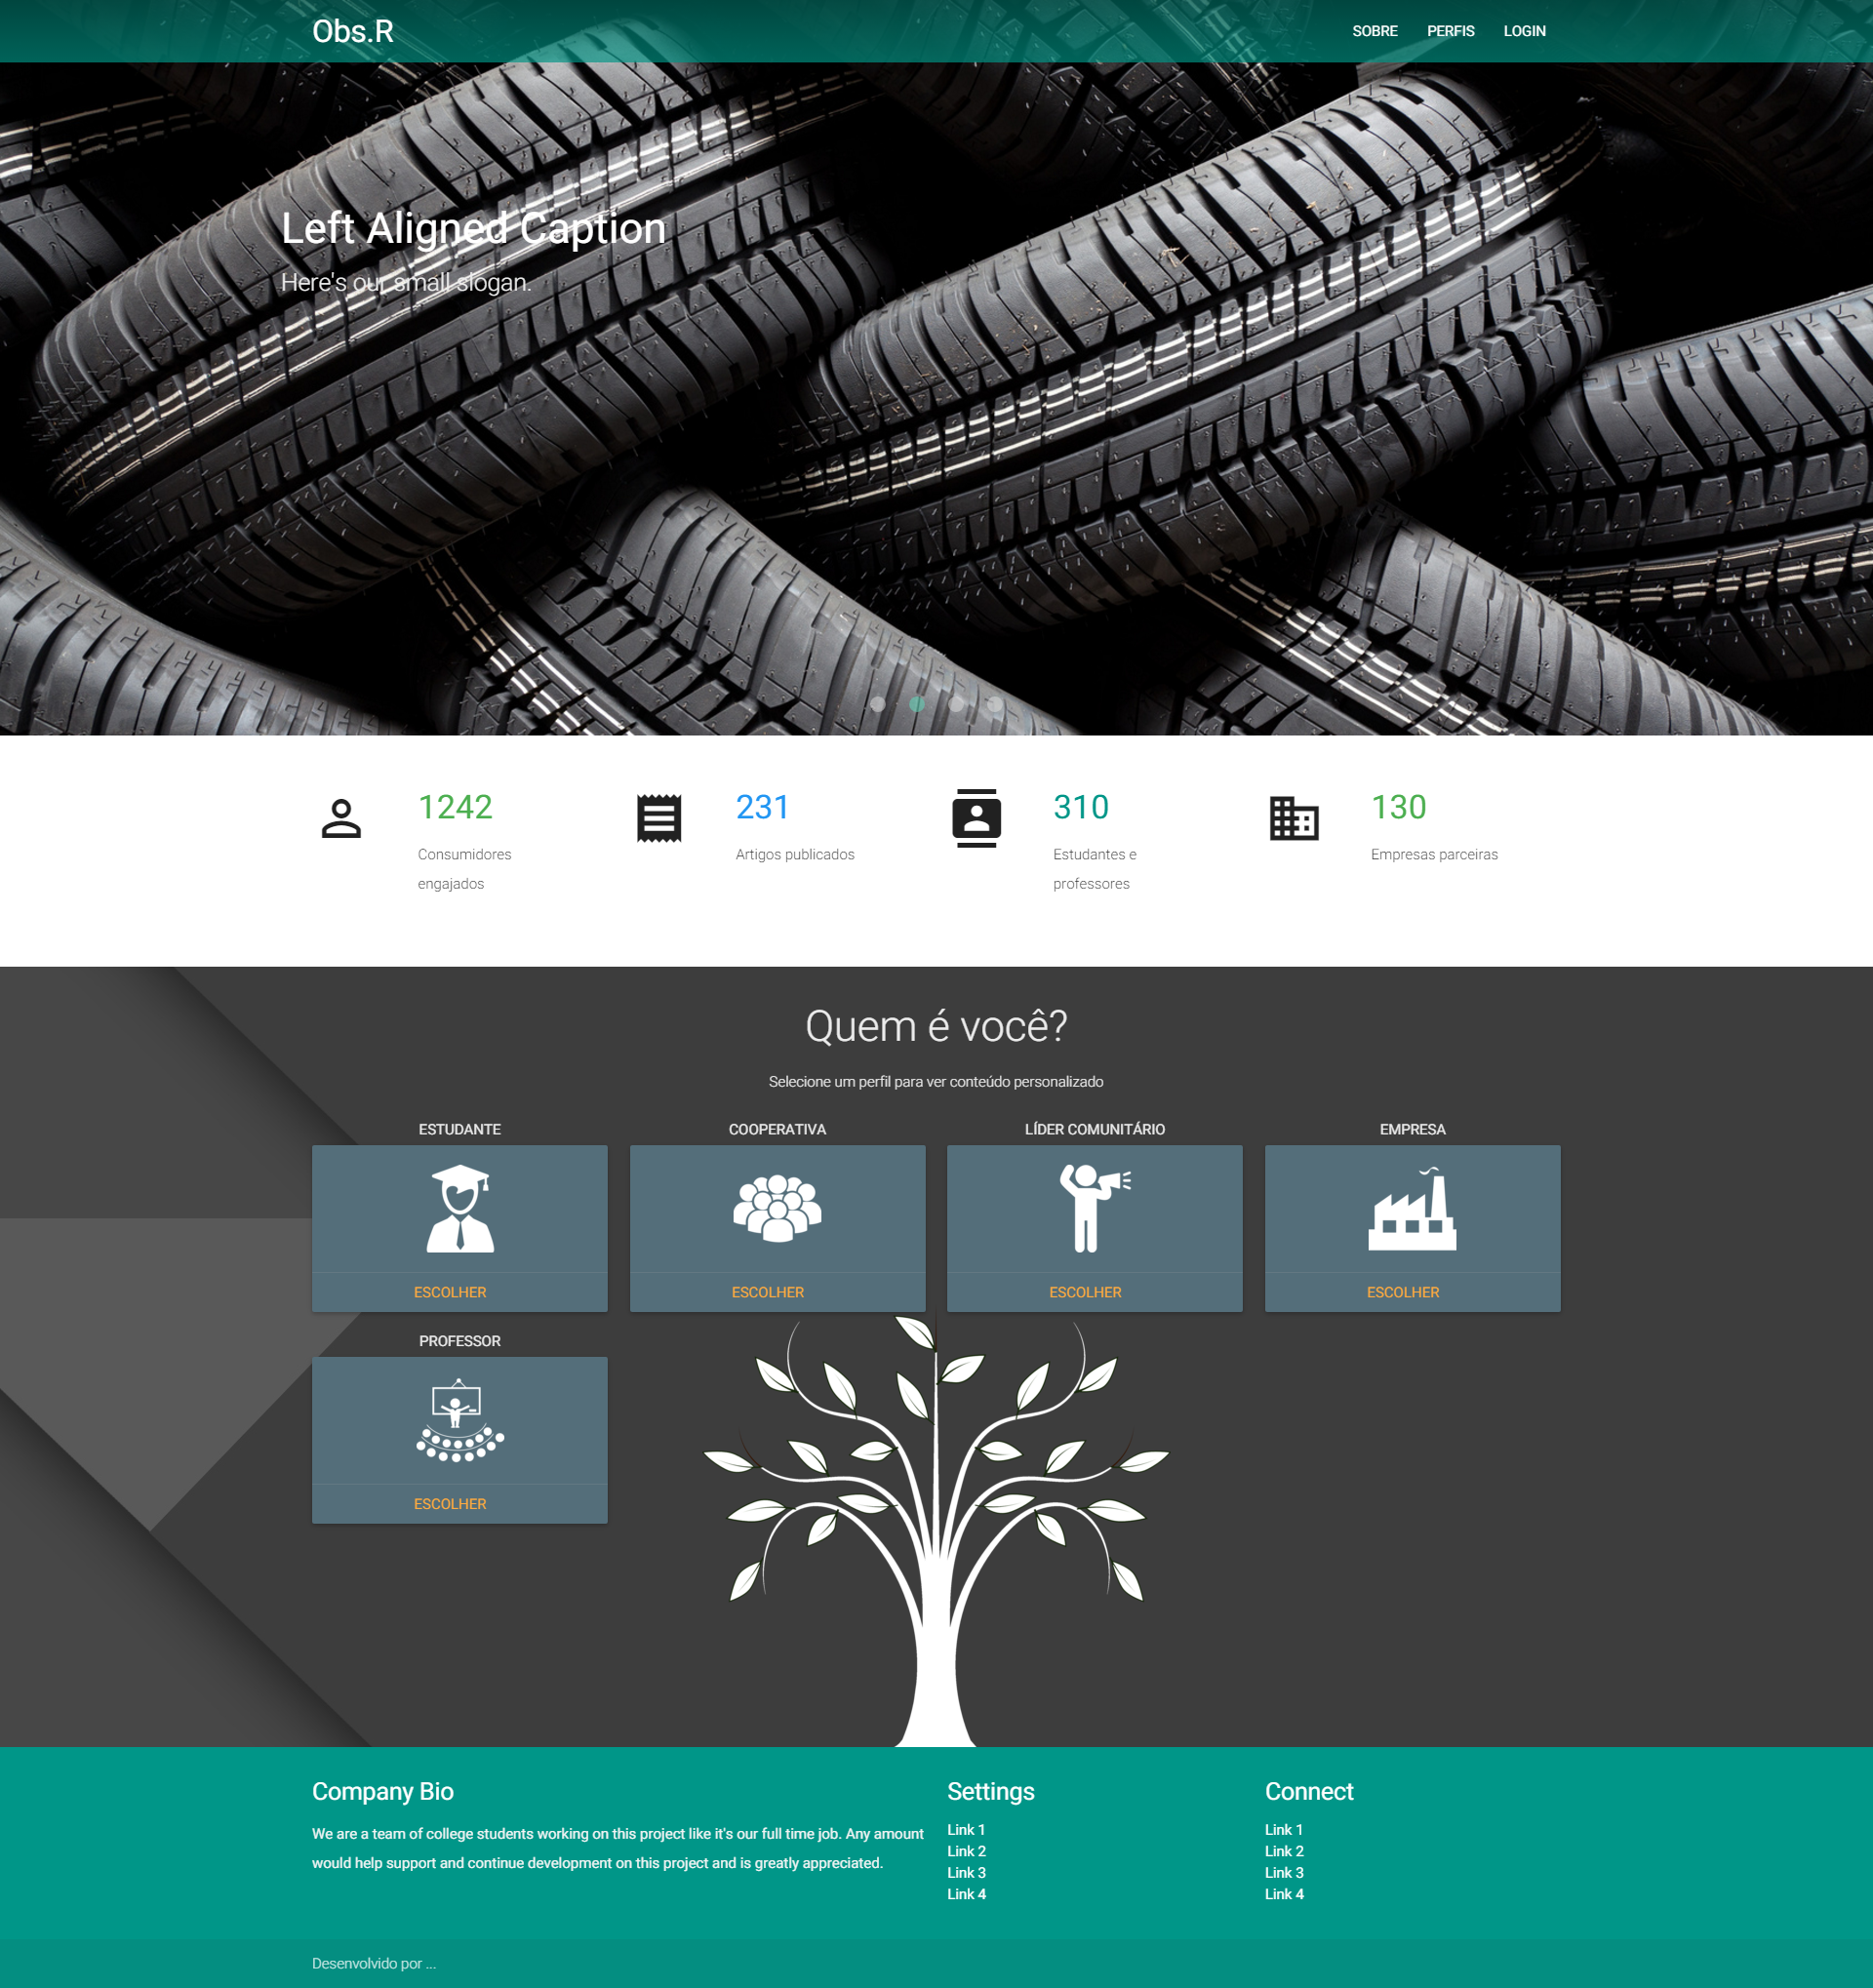 Obs.R
SOBRE PERFIS LOGIN
Left Aligned Caption
Here's our small slogan.
1242
Consumidores
engajados
231
Artigos publicados
310
Estudantes e
professores
130
Empresas parceiras
Quem é você?
Selecione um perfil para ver conteúdo personalizado
ESTUDANTE
ESCOLHER
COOPERATIVA
ESCOLHER
LÍDER COMUNITÁRIO
ESCOLHER
EMPRESA
ESCOLHER
PROFESSOR
ESCOLHER
Company Bio
We are a team of college students working on this project like it's our full time job. Any amount
would help support and continue development on this project and is greatly appreciated.
Settings
Link 1
Link 2
Link 3
Link 4
Connect
Link 1
Link 2
Link 3
Link 4
Desenvolvido por ...